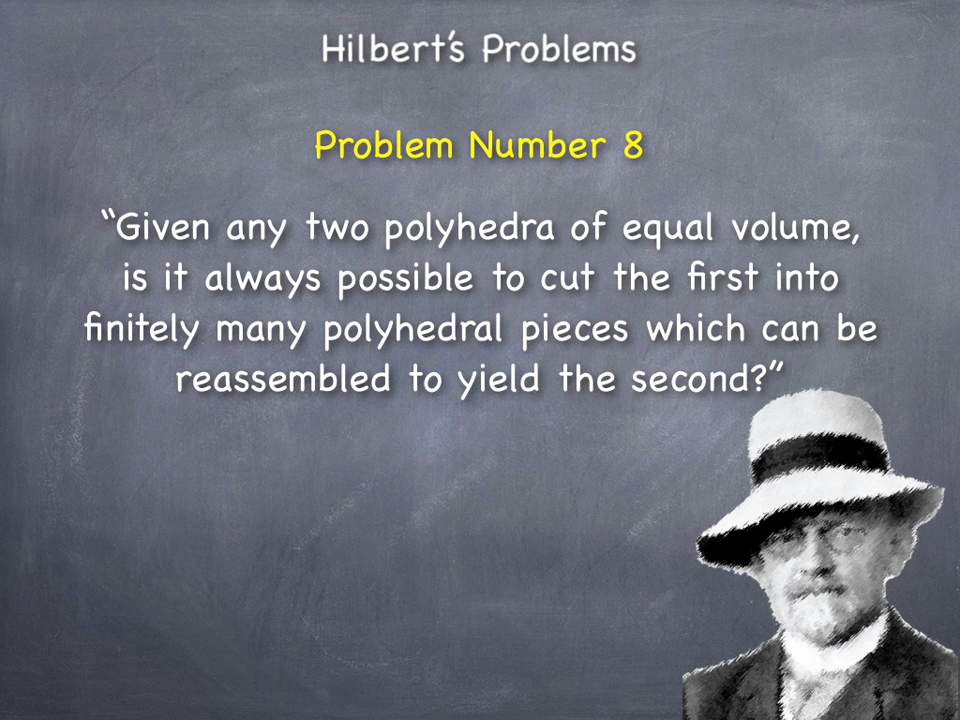 Hilbert's Problems
Problem Number 8
“Given any two polyhedra of equal volume,
is it always possible to cut the first into
finitely many polyhedral pieces which can be
reassembled to yield the second?”